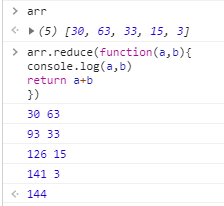 > arr
<· ▶ (5) [30, 63, 33, 15, 3]
> arr.reduce(function(a,b){
console.log(a,b)
return a+b
})
30 63
93 33
126 15
141 3
<· 144